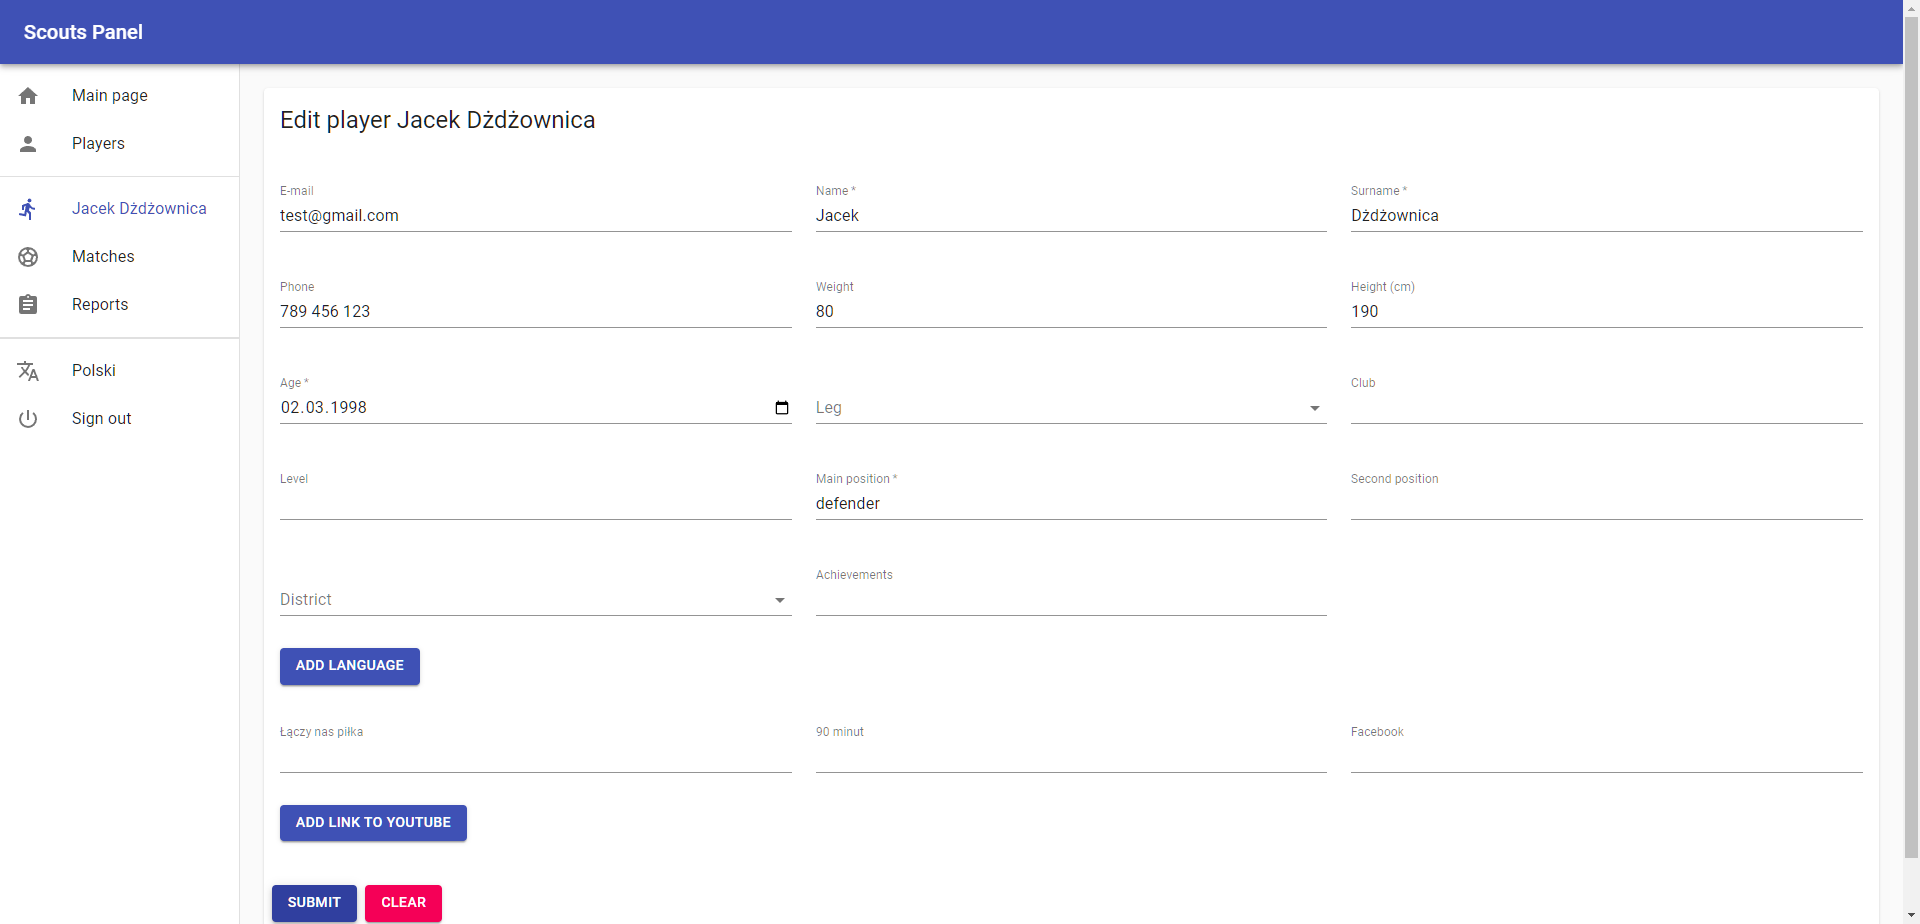 Scouts Panel
Main page
Players
Jacek Dżdżownica
Matches
Reports
Polski
Sign out
Edit player Jacek Dżdżownica
E-mail Name * Surname *
test@gmail.com Jacek Dżdżownica
Phone Weight Height (cm)
789 456 123 80 190
Age * Club
02.03.1998 Leg
Level Main position * Second position
defender
Achievements
District
ADD LANGUAGE
Łączy nas piłka 90 minut Facebook
ADD LINK TO YOUTUBE
SUBMIT CLEAR